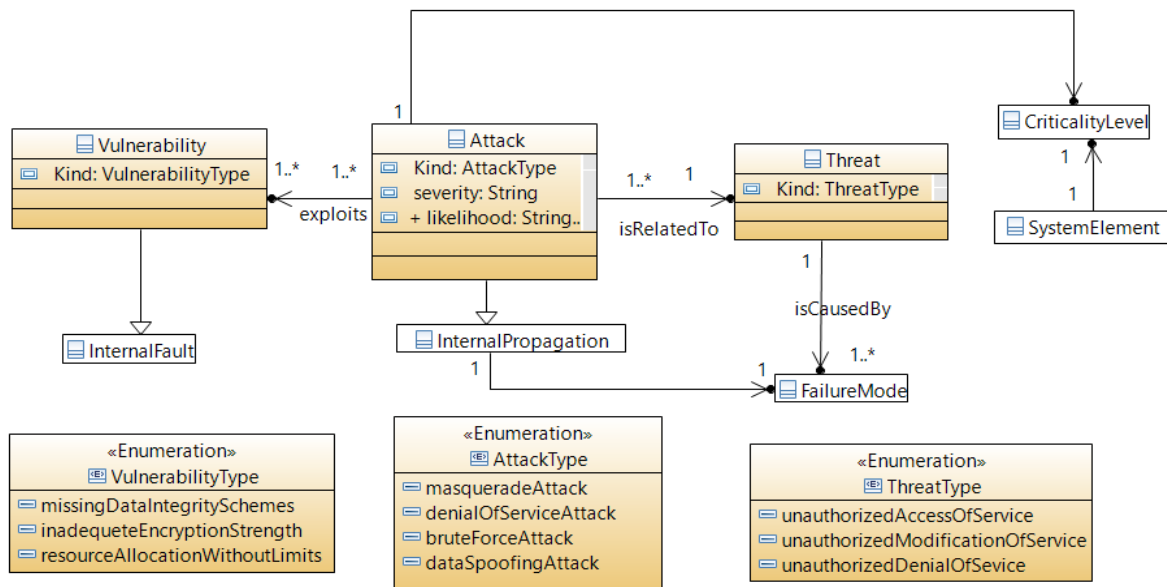 1
Vulnerability
Kind: VulnerabilityType
1..*
1..*
exploits
Attack
Kind: AttackType
severity: String
+ likelihood: String..
1..*
1
isRelatedTo
Threat
Kind: ThreatType
CriticalityLevel
1
1
SystemElement
1
isCausedBy
1..*
InternalFault
InternalPropagation
1
1
FailureMode
«Enumeration»
VulnerabilityType
missingDataIntegritySchemes
inadequeteEncryptionStrength
resourceAllocationWithoutLimits
«Enumeration»
AttackType
masqueradeAttack
denialOfServiceAttack
bruteForceAttack
dataSpoofingAttack
«Enumeration»
ThreatType
unauthorizedAccessOfService
unauthorizedModificationOfService
unauthorizedDenialOfSevice